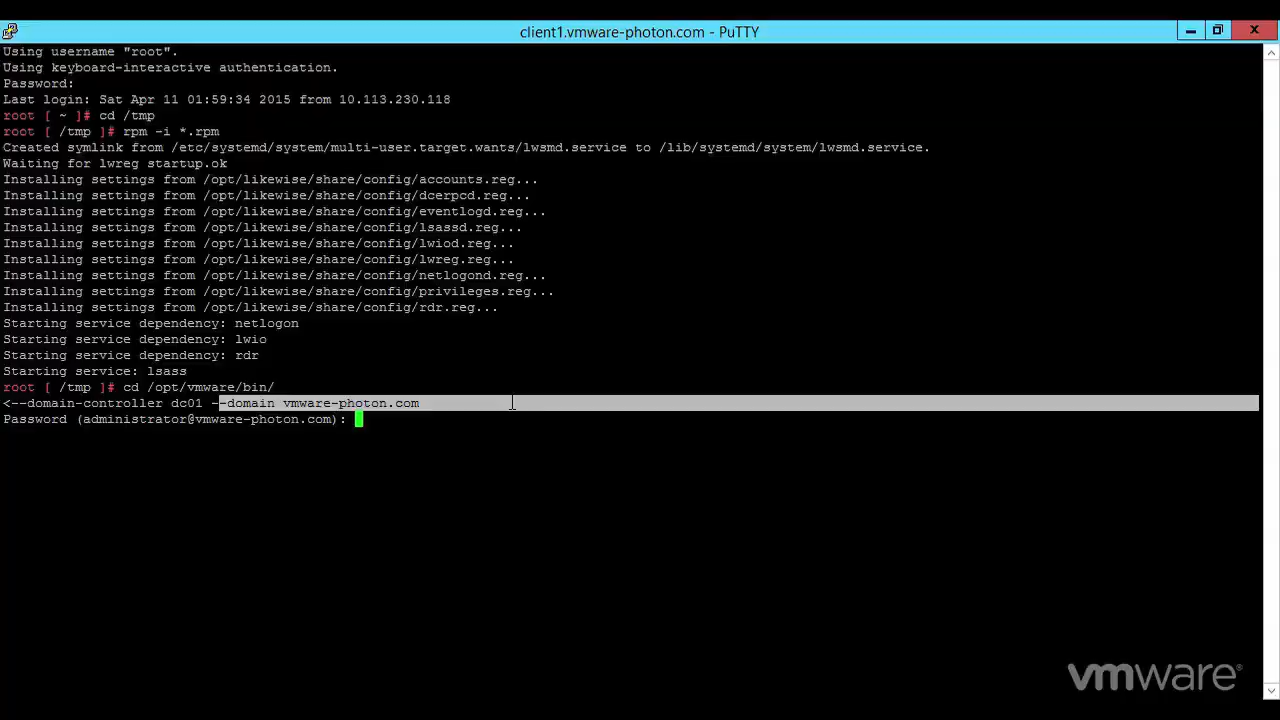 client1.vmware-photon.com - PuTTY
Using username "root".
Using keyboard-interactive authentication.
Password:
Last login: Sat Apr 11 01:59:34 2015 from 10.113.230.118
root [ ~ ]# cd /tmp
root [ /tmp ]# rpm -i *.rpm
Created symlink from /etc/systemd/system/multi-user.target.wants/lwsmd.service to /lib/systemd/system/lwsmd.service.
Waiting for lwreg startup.ok
Installing settings from /opt/likewise/share/config/accounts.reg...
Installing settings from /opt/likewise/share/config/dcerpcd.reg...
Installing settings from /opt/likewise/share/config/eventlogd.reg...
Installing settings from /opt/likewise/share/config/lsassd.reg...
Installing settings from /opt/likewise/share/config/lwiod.reg...
Installing settings from /opt/likewise/share/config/lwreg.reg...
Installing settings from /opt/likewise/share/config/netlogond.reg...
Installing settings from /opt/likewise/share/config/privileges.reg...
Installing settings from /opt/likewise/share/config/rdr.reg...
Starting service dependency: netlogon
Starting service dependency: lwio
Starting service dependency: rdr
Starting service: lsass
root [ /tmp ]# cd /opt/vmware/bin/
<--domain-controller dc01 --domain vmware-photon.com
Password (administrator@vmware-photon.com):
vmware®